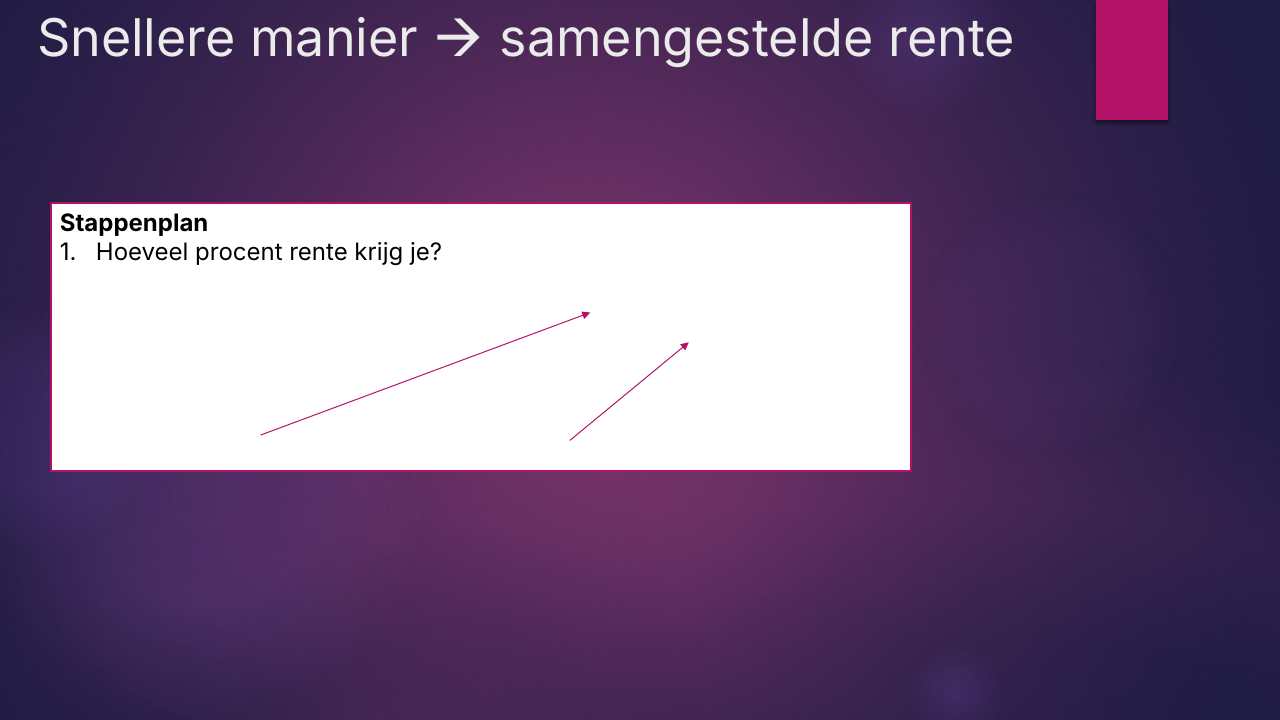 Snellere manier → samengestelde rente
Stappenplan
1. Hoeveel procent rente krijg je?